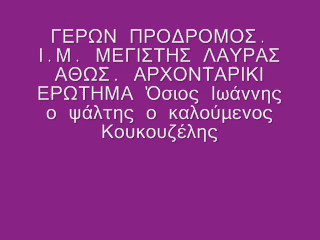 ΓΕΡΩΝ ΠΡΟΔΡΟΜΟΣ.
Ι.Μ. ΜΕΓΙΣΤΗΣ ΛΑΥΡΑΣ
ΑΘΩΣ. ΑΡΧΟΝΤΑΡΙΚΙ
ΕΡΩΤΗΜΑ Όσιος Ιωάννης
ο ψάλτης ο καλούμενος
Κουκουζέλης